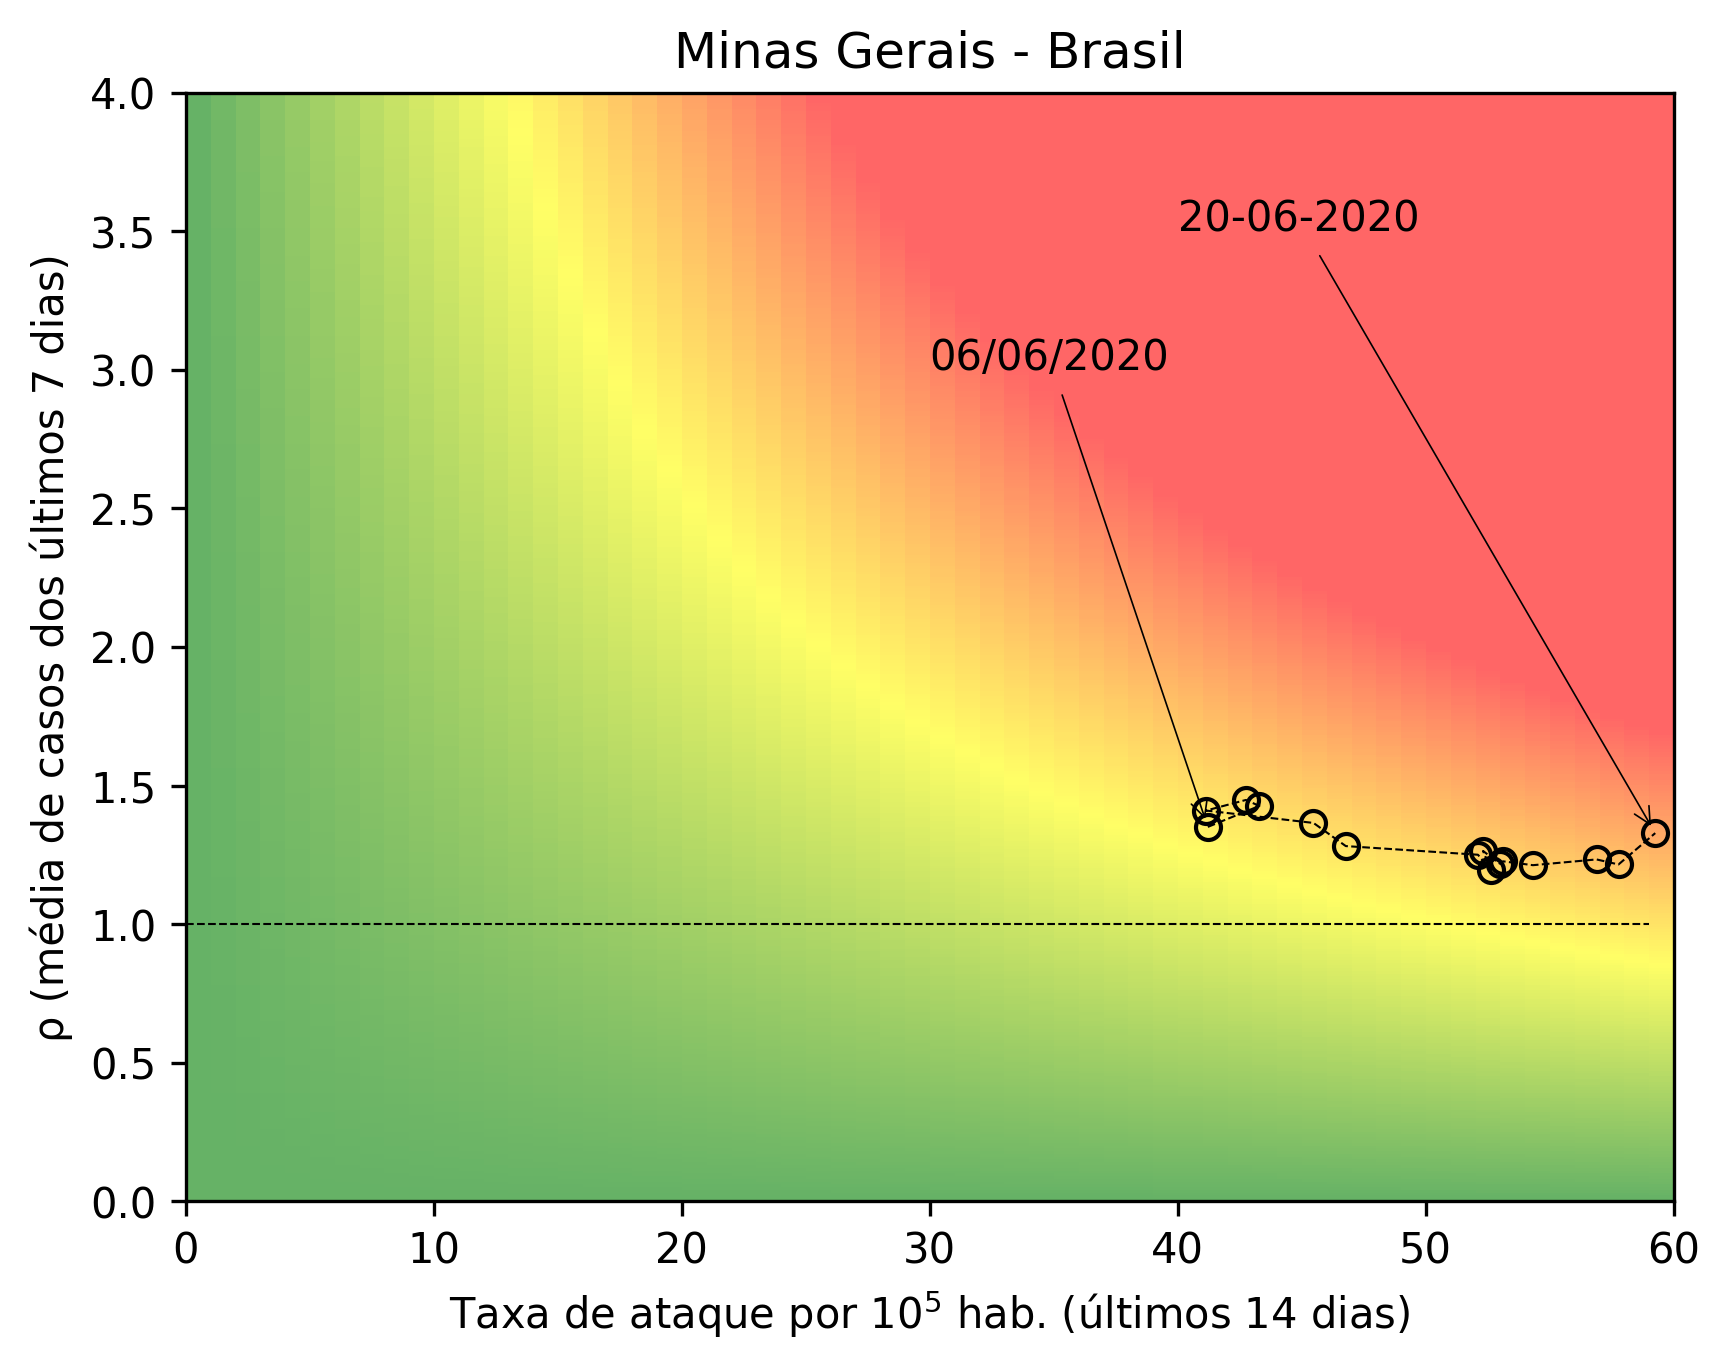 Minas Gerais - Brasil
4.0
3.5
3.0
2.5
2.0
1.5
1.0
0.5
0.0
ρ (média de casos dos últimos 7 dias)
20-06-2020
06/06/2020
0 10 20 30 40 50 60
Taxa de ataque por 10⁵ hab. (últimos 14 dias)